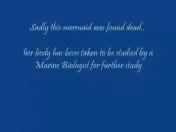 Sadly this mermaid was found dead..
her body has been taken to be studied by a
Marine Biologist for further study